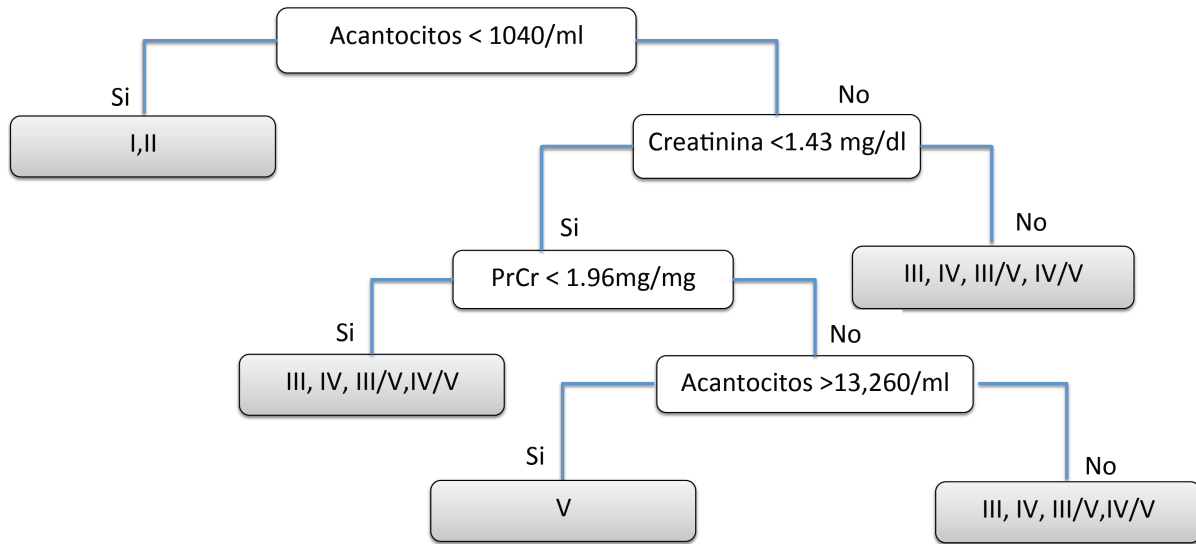 Acantocitos < 1040/ml
Si
No
I,II
Creatinina <1.43 mg/dl
Si
No
PrCr < 1.96mg/mg
III, IV, III/V, IV/V
Si
No
III, IV, III/V,IV/V
Acantocitos >13,260/ml
Si
No
V
III, IV, III/V,IV/V